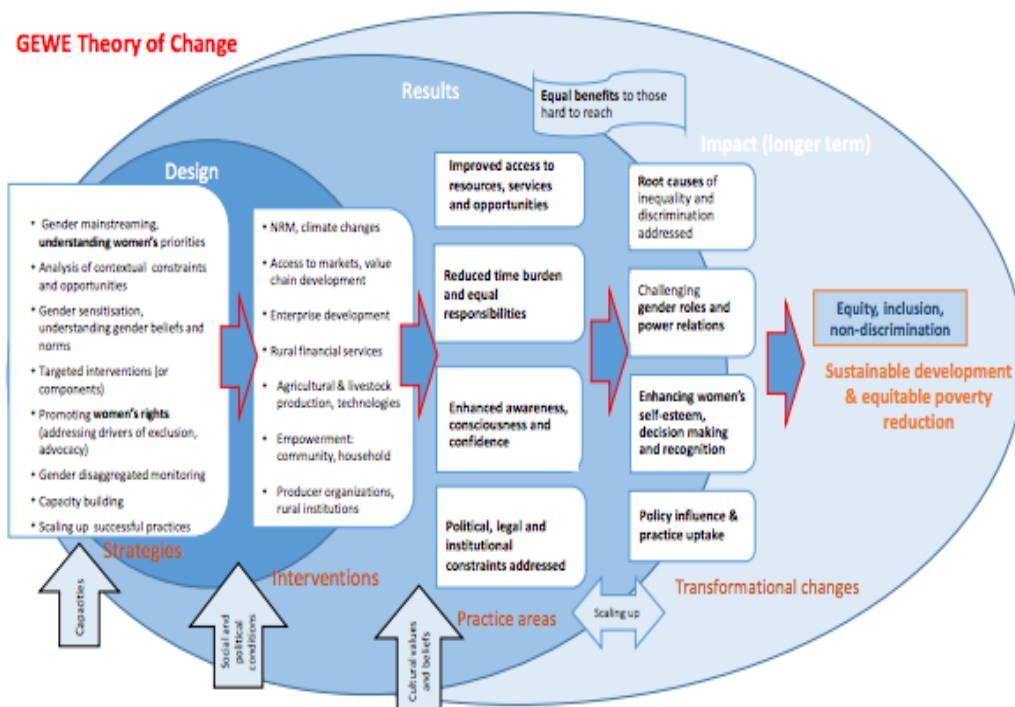 GEWE Theory of Change
Results
Equal benefits to those
hard to reach
Impact (longer term)
Design
• Gender mainstreaming,
understanding women's priorities
• Analysis of contextual constraints
and opportunities
• Gender sensitisation,
understanding gender beliefs and
norms
• Targeted interventions (or
components)
• Promoting women's rights
(addressing drivers of exclusion,
advocacy)
• Gender disaggregated monitoring
• Capacity building
• Scaling up successful practices
Strategies
• NRM, climate changes
• Access to markets, value
chain development
• Enterprise development
• Rural financial services
• Agricultural & livestock
production, technologies
• Empowerment:
community, household
• Producer organizations,
rural institutions
Interventions
Improved access to
resources, services
and opportunities
Reduced time burden
and equal
responsibilities
Enhanced awareness,
consciousness and
confidence
Political, legal and
institutional
constraints addressed
Practice areas
Root causes of
inequality and
discrimination
addressed
Challenging
gender roles and
power relations
Enhancing women's
self-esteem,
decision making
and recognition
Policy influence &
practice uptake
Transformational changes
Scaling up
Equity, inclusion,
non-discrimination
Sustainable development
& equitable poverty
reduction
Capacities
Social and
political
conditions
Cultural values
and beliefs